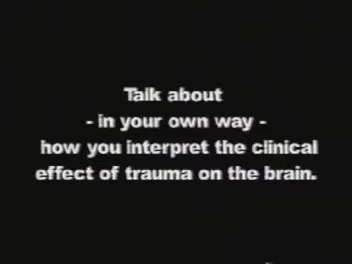 Talk about
- in your own way -
how you interpret the clinical
effect of trauma on the brain.